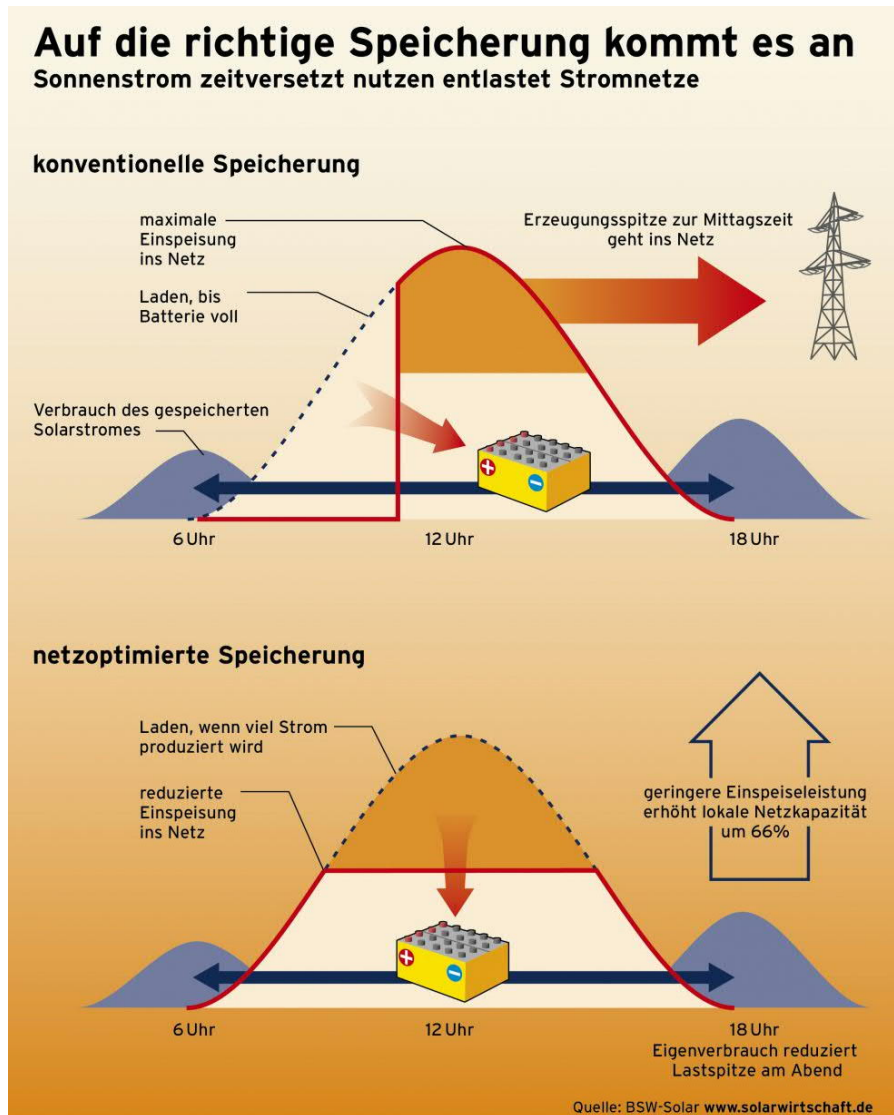 Auf die richtige Speicherung kommt es an
Sonnenstrom zeitversetzt nutzen entlastet Stromnetze
konventionelle Speicherung
maximale
Einspeisung
ins Netz
Erzeugungsspitze zur Mittagszeit
geht ins Netz
Laden, bis
Batterie voll
Verbrauch des gespeicherten
Solarstromes
6 Uhr
12 Uhr
18 Uhr
netzoptimierte Speicherung
Laden, wenn viel Strom
produziert wird
reduzierte
Einspeisung
ins Netz
geringere Einspeiseleistung
erhöht lokale Netzkapazität
um 66%
6 Uhr
12 Uhr
18 Uhr
Eigenverbrauch reduziert
Lastspitze am Abend
Quelle: BSW-Solar www.solarwirtschaft.de